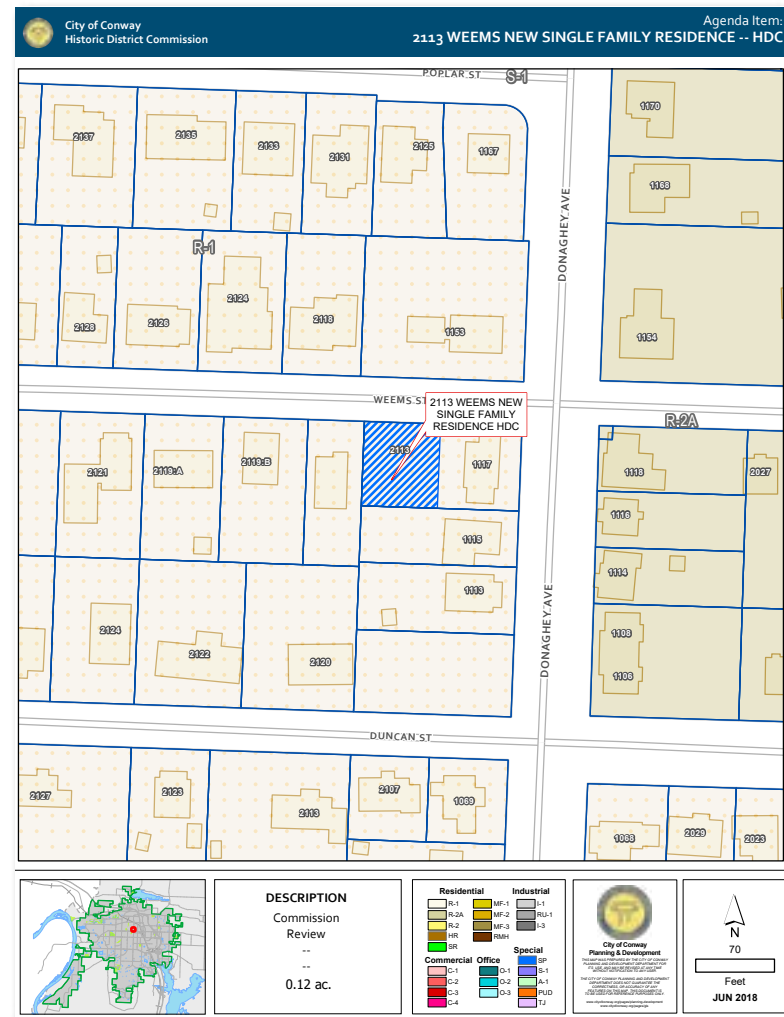 City of Conway
Historic District Commission
Agenda Item:
2113 WEEMS NEW SINGLE FAMILY RESIDENCE -- HDC
POPLAR ST
S-1
1170
2137
2135
2133
2131
2125
1167
1168
DONAGHEY AVE
R-1
2128
2126
2124
2118
1153
1154
WEEMS ST
2113 WEEMS NEW
SINGLE FAMILY
RESIDENCE HDC
R-2A
2121
2119:A
2119:B
2113
1117
1118
2027
1116
1115
1114
1113
DONAGHEY AVE
2124
2122
2120
1108
1106
DUNCAN ST
2127
2123
2113
2107
1069
1068
2029
2023
DESCRIPTION
Commission
Review
--
--
0.12 ac.
Residential
R-1
R-2A
R-2
HR
SR
MF-1
MF-2
MF-3
RMH
Industrial
I-1
RU-1
I-3
Commercial
C-1
C-2
C-3
C-4
Office
O-1
O-2
O-3
Special
SP
S-1
A-1
PUD
TJ
City of Conway
Planning & Development
N
70
Feet
JUN 2018